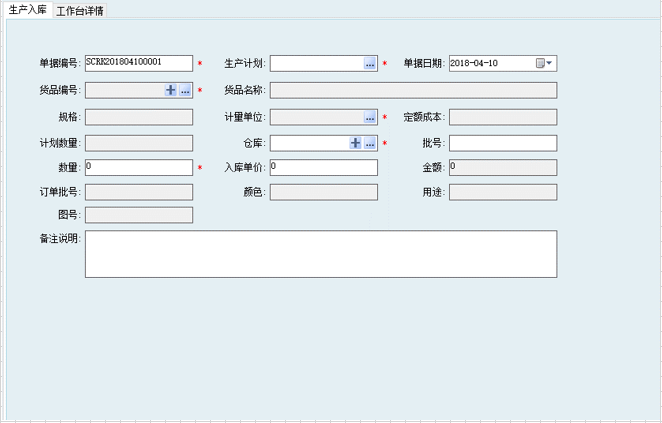 生产入库 工作台详情
单据编号: SCRK201804100001 * 生产计划: ... * 单据日期: 2018-04-10
货品编号: + ... * 货品名称:
规格: 计量单位: ... * 定额成本:
计划数量: 仓库: + ... * 批号:
数量: 0 * 入库单价: 0 金额: 0
订单批号: 颜色: 用途:
图号:
备注说明: